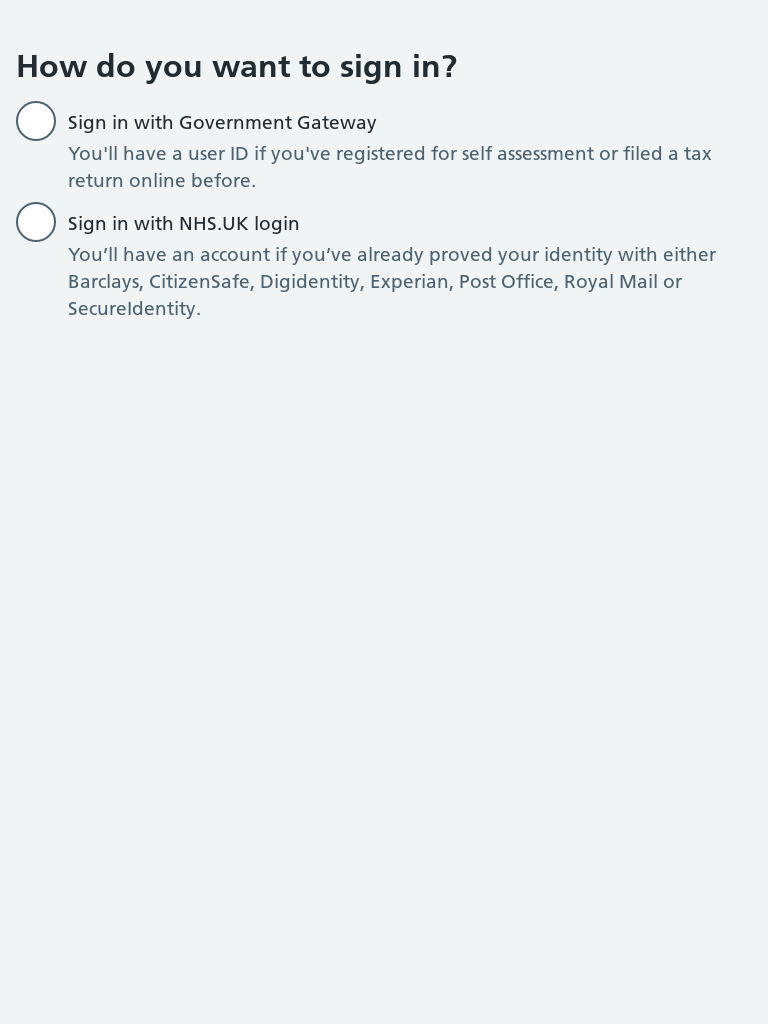 How do you want to sign in?
Sign in with Government Gateway
You'll have a user ID if you've registered for self assessment or filed a tax
return online before.
Sign in with NHS.UK login
You’ll have an account if you’ve already proved your identity with either
Barclays, CitizenSafe, Digidentity, Experian, Post Office, Royal Mail or
SecureIdentity.